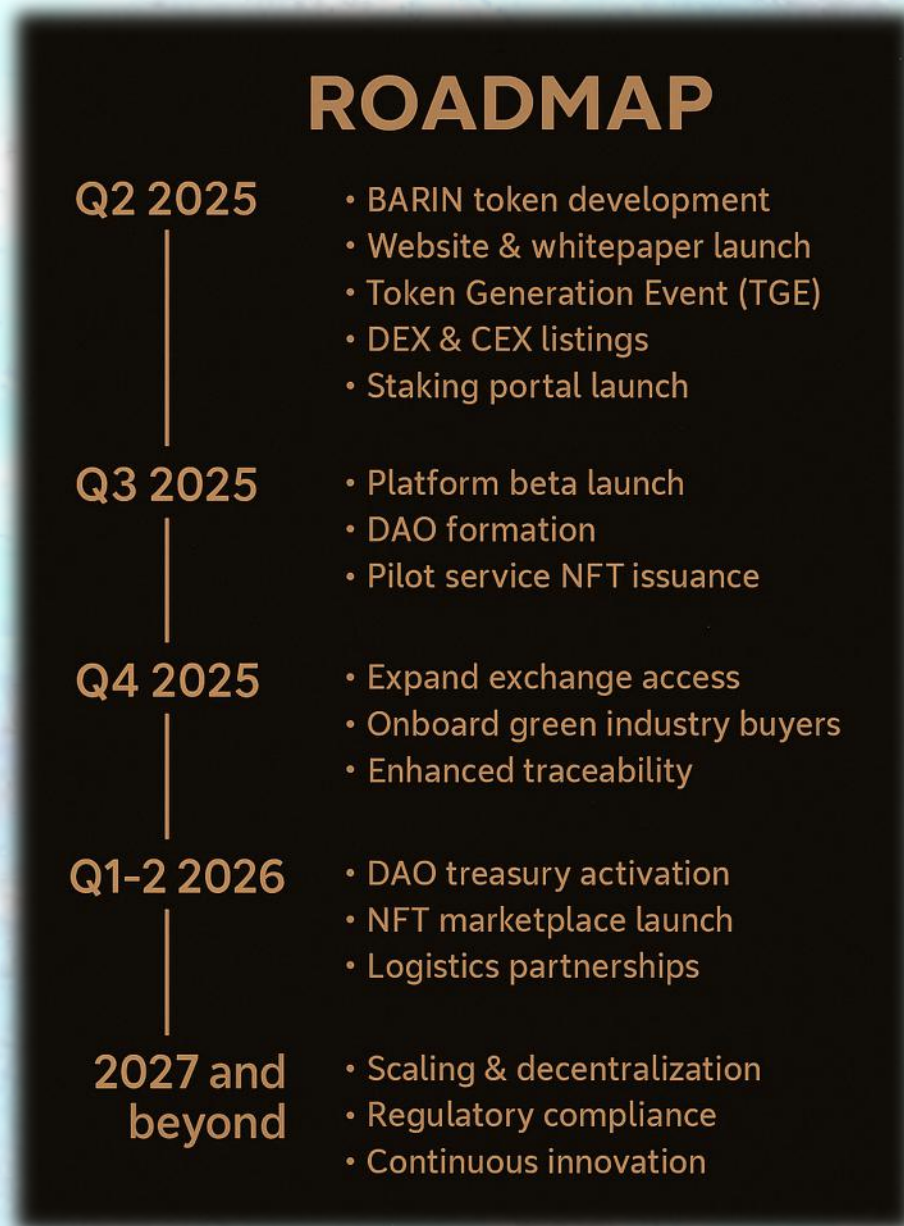 ROADMAP
Q2 2025
• BARIN token development
• Website & whitepaper launch
• Token Generation Event (TGE)
• DEX & CEX listings
• Staking portal launch
Q3 2025
• Platform beta launch
• DAO formation
• Pilot service NFT issuance
Q4 2025
• Expand exchange access
• Onboard green industry buyers
• Enhanced traceability
Q1-2 2026
• DAO treasury activation
• NFT marketplace launch
• Logistics partnerships
2027 and
beyond
• Scaling & decentralization
• Regulatory compliance
• Continuous innovation